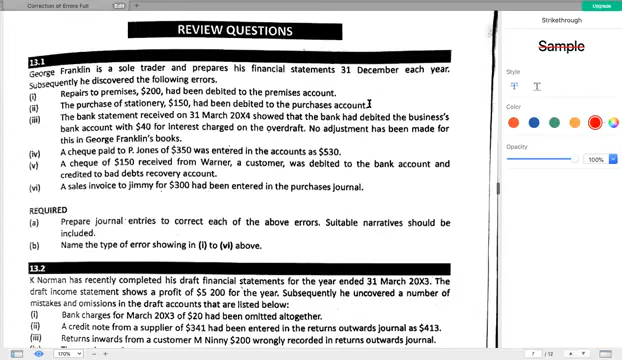 Correction of Errors Full
Edit
+
Upgrade
REVIEW QUESTIONS
13.1
George Franklin is a sole trader and prepares his financial statements 31 December each year.
Subsequently he discovered the following errors.
(i) Repairs to premises, $200, had been debited to the premises account.
(ii) The purchase of stationery, $150, had been debited to the purchases account.
(iii) The bank statement received on 31 March 20X4 showed that the bank had debited the business's
bank account with $40 for interest charged on the overdraft. No adjustment has been made for
this in George Franklin's books.
(iv) A cheque paid to P. Jones of $350 was entered in the accounts as $530.
(v) A cheque of $150 received from Warner, a customer, was debited to the bank account and
credited to bad debts recovery account.
(vi) A sales invoice to Jimmy for $300 had been entered in the purchases journal.
REQUIRED
(a) Prepare journal entries to correct each of the above errors. Suitable narratives should be
included.
(b) Name the type of error showing in (i) to (vi) above.
13.2
K Norman has recently completed his draft financial statements for the year ended 31 March 20X3. The
draft income statement shows a profit of $5 200 for the year. Subsequently he uncovered a number of
mistakes and omissions in the draft accounts that are listed below:
(i) Bank charges for March 20X3 of $20 had been omitted altogether.
(ii) A credit note from a supplier of $341 had been entered in the returns outwards journal as $413.
(iii) Returns inwards from a customer M Ninny $200 wrongly recorded in returns outwards journal.
Strikethrough
Sample
Style
T T
Color
Opacity
100%
170%
7 / 12